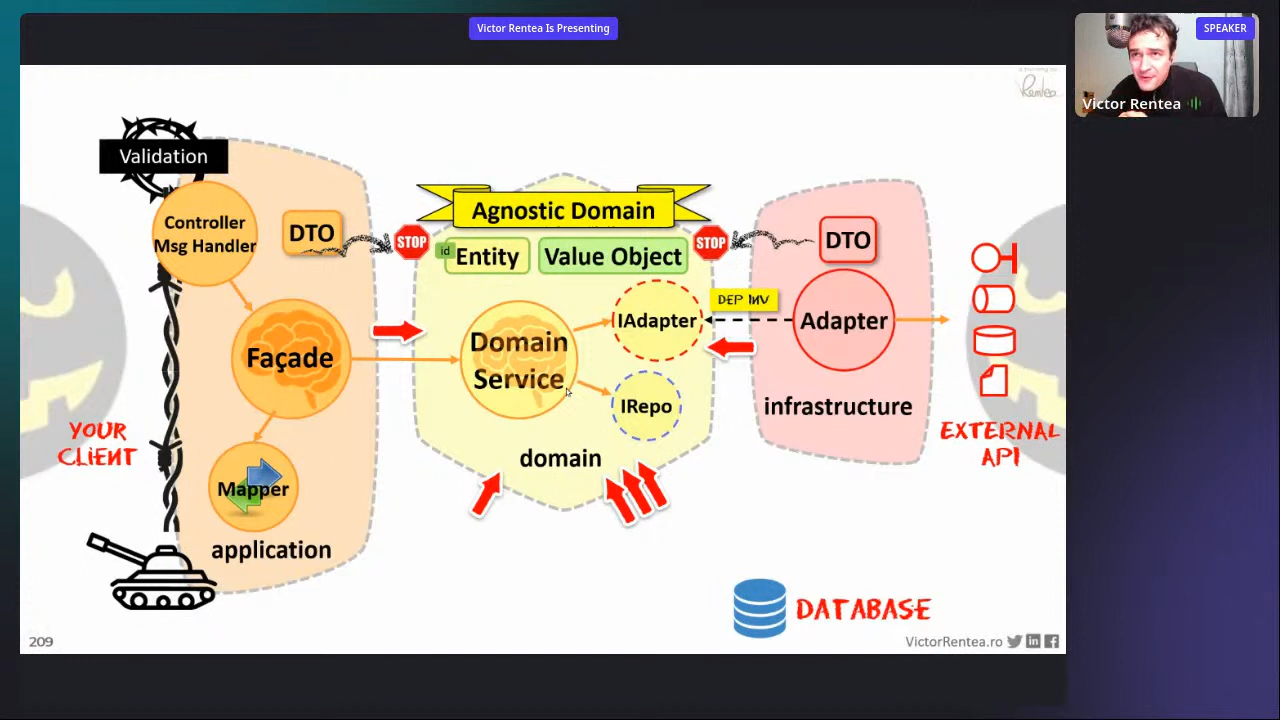 Victor Rentea Is Presenting
SPEAKER
Victor Rentea
Rentea
Validation
Controller
Msg Handler
DTO
STOP
Agnostic Domain
STOP
DTO
id
Entity
Value Object
DEP INV
IAdapter
Adapter
Domain
Service
Façade
IRepo
infrastructure
YOUR
CLIENT
EXTERNAL
API
domain
Mapper
application
DATABASE
209
VictorRentea.ro